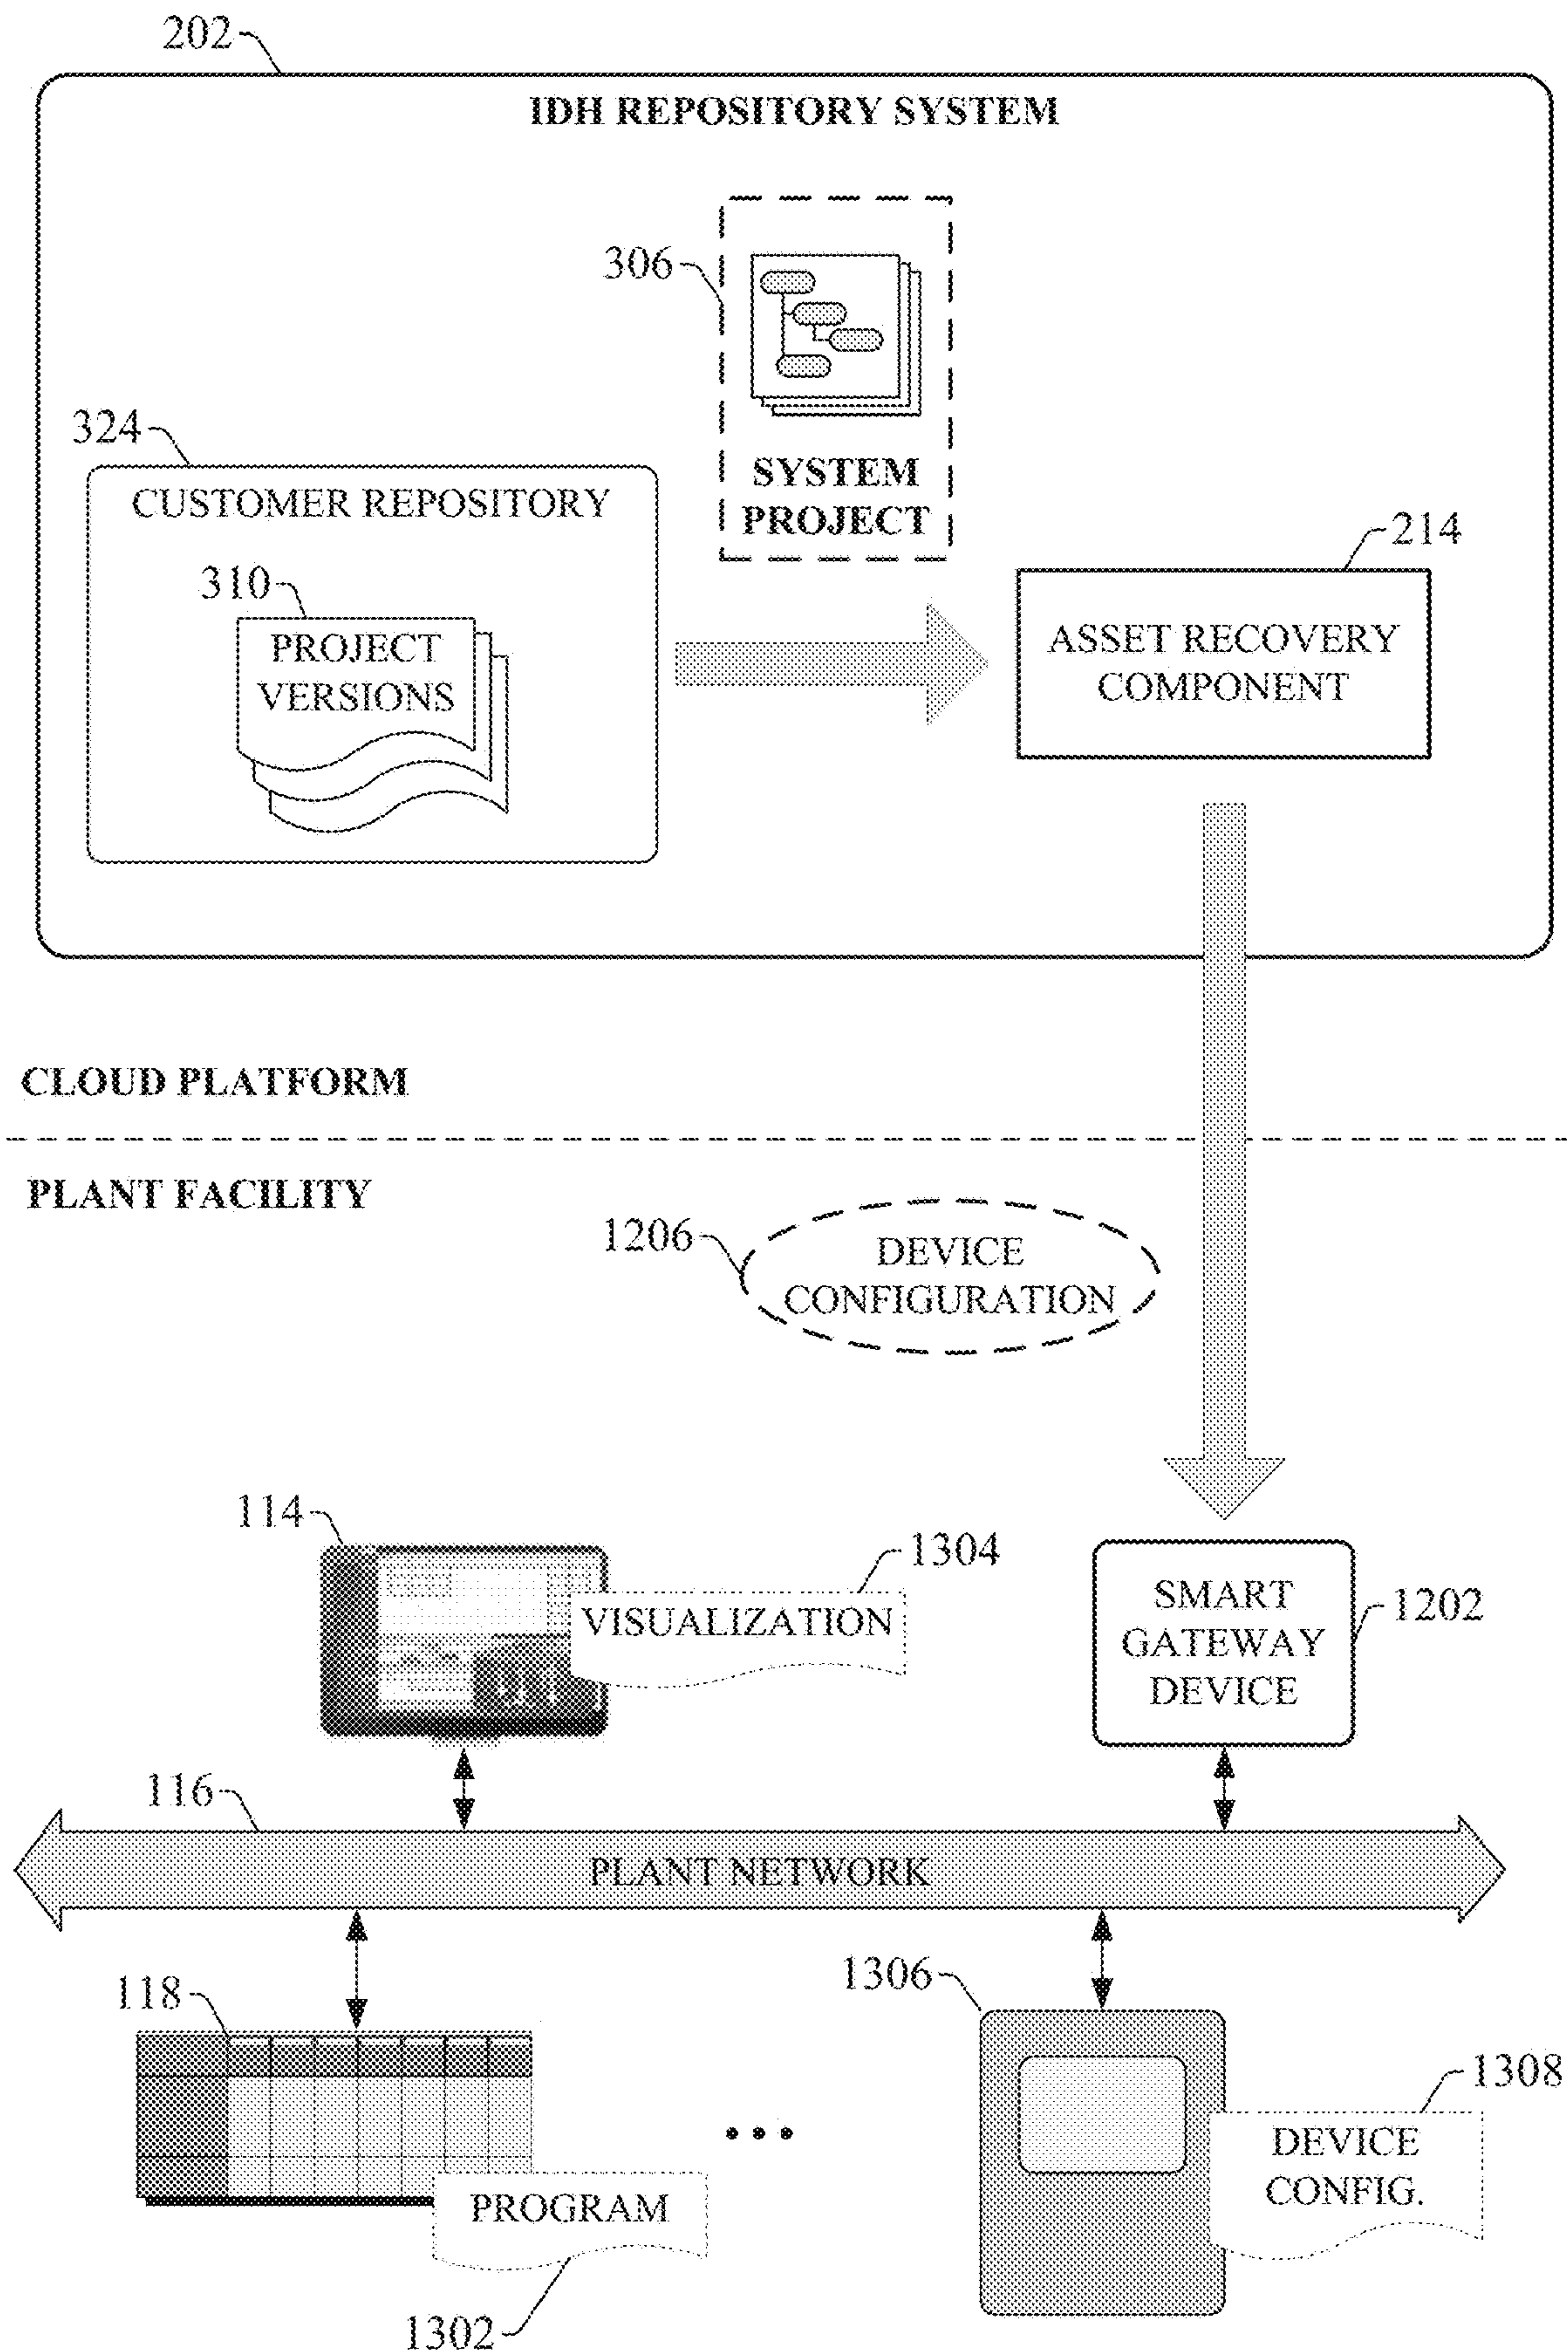 202
IDH REPOSITORY SYSTEM
306
SYSTEM
PROJECT
324
CUSTOMER REPOSITORY
310
PROJECT
VERSIONS
214
ASSET RECOVERY
COMPONENT
CLOUD PLATFORM
PLANT FACILITY
1206
DEVICE
CONFIGURATION
114
1304
VISUALIZATION
SMART
GATEWAY
DEVICE
1202
116
PLANT NETWORK
118
1306
1308
DEVICE
CONFIG.
PROGRAM
1302